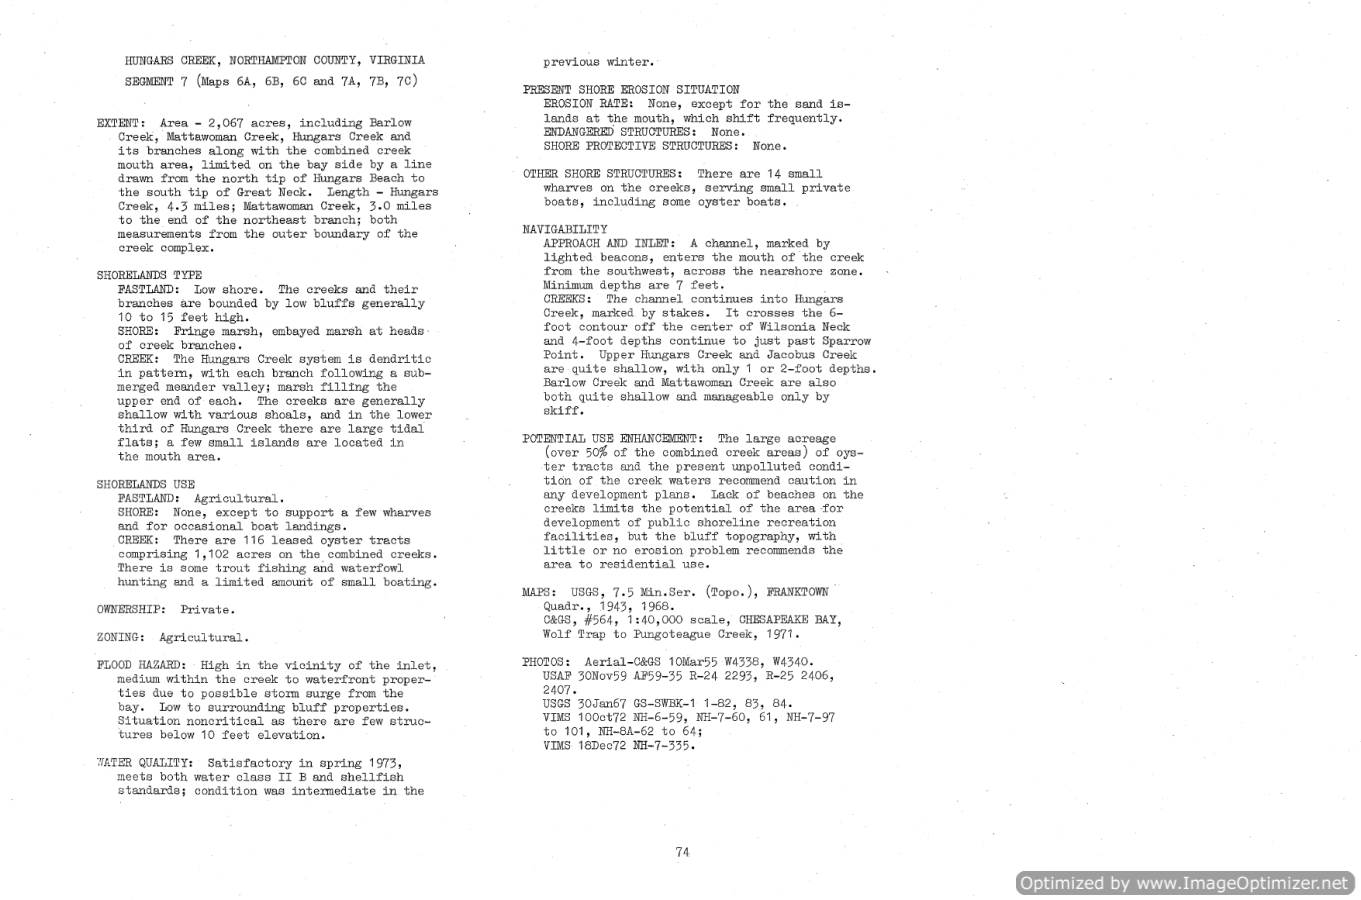 HUNGARS CREEK, NORTHAMPTON COUNTY, VIRGINIA
SEGMENT 7 (Maps 6A, 6B, 6C and 7A, 7B, 7C)
EXTENT: Area - 2,067 acres, including Barlow
Creek, Mattawoman Creek, Hungars Creek and
its branches along with the combined creek
mouth area, limited on the bay side by a line
drawn from the north tip of Hungars Beach to
the south tip of Great Neck. Length - Hungars
Creek, 4.3 miles; Mattawoman Creek, 3.0 miles
to the end of the northeast branch; both
measurements from the outer boundary of the
creek complex.
SHORELANDS TYPE
FASTLAND: Low shore. The creeks and their
branches are bounded by low bluffs generally
10 to 15 feet high.
SHORE: Fringe marsh, embayed marsh at heads
of creek branches.
CREEK: The Hungars Creek system is dendritic
in pattern, with each branch following a sub-
merged meander valley; marsh filling the
upper end of each. The creeks are generally
shallow with various shoals, and in the lower
third of Hungars Creek there are large tidal
flats; a few small islands are located in
the mouth area.
SHORELANDS USE
FASTLAND: Agricultural.
SHORE: None, except to support a few wharves
and for occasional boat landings.
CREEK: There are 116 leased oyster tracts
comprising 1,102 acres on the combined creeks.
There is some trout fishing and waterfowl
hunting and a limited amount of small boating.
OWNERSHIP: Private.
ZONING: Agricultural.
FLOOD HAZARD: High in the vicinity of the inlet,
medium within the creek to waterfront proper-
ties due to possible storm surge from the
bay. Low to surrounding bluff properties.
Situation noncritical as there are few struc-
tures below 10 feet elevation.
WATER QUALITY: Satisfactory in spring 1973,
meets both water class II B and shellfish
standards; condition was intermediate in the
previous winter.
PRESENT SHORE EROSION SITUATION
EROSION RATE: None, except for the sand is-
lands at the mouth, which shift frequently.
ENDANGERED STRUCTURES: None.
SHORE PROTECTIVE STRUCTURES: None.
OTHER SHORE STRUCTURES: There are 14 small
wharves on the creeks, serving small private
boats, including some oyster boats.
NAVIGABILITY
APPROACH AND INLET: A channel, marked by
lighted beacons, enters the mouth of the creek
from the southwest, across the nearshore zone.
Minimum depths are 7 feet.
CREEKS: The channel continues into Hungars
Creek, marked by stakes. It crosses the 6-
foot contour off the center of Wilsonia Neck
and 4-foot depths continue to just past Sparrow
Point. Upper Hungars Creek and Jacobus Creek
are quite shallow, with only 1 or 2-foot depths.
Barlow Creek and Mattawoman Creek are also
both quite shallow and manageable only by
skiff.
POTENTIAL USE ENHANCEMENT: The large acreage
(over 50% of the combined creek areas) of oys-
ter tracts and the present unpolluted condi-
tion of the creek waters recommend caution in
any development plans. Lack of beaches on the
creeks limits the potential of the area for
development of public shoreline recreation
facilities, but the bluff topography, with
little or no erosion problem recommends the
area to residential use.
MAPS: USGS, 7.5 Min.Ser. (Topo.), FRANKTOWN
Quadr., 1943, 1968.
C&GS, #564, 1:40,000 scale, CHESAPEAKE BAY,
Wolf Trap to Pungoteague Creek, 1971.
PHOTOS: Aerial-C&GS 10Mar55 W4338, W4340.
USAF 30Nov59 AF59-35 R-24 2293, R-25 2406,
2407.
USGS 30Jan67 GS-SWBK-1 1-82, 83, 84.
VIMS 10Oct72 NH-6-59, NH-7-60, 61, NH-7-97
to 101, NH-8A-62 to 64;
VIMS 18Dec72 NH-7-335.
74
Optimized by www.ImageOptimizer.net